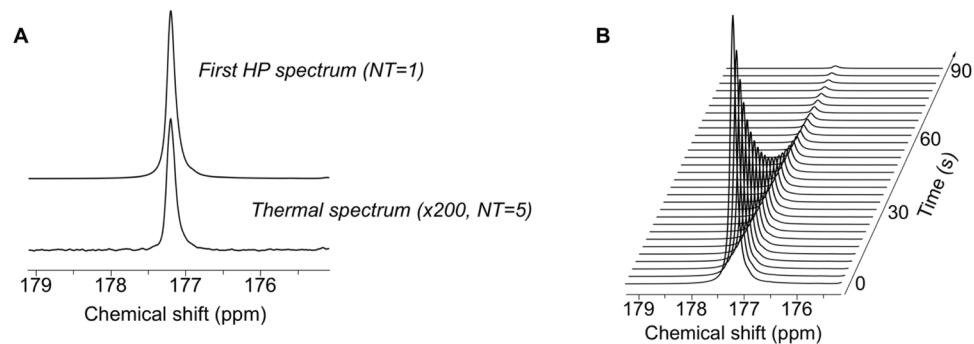 A
First HP spectrum (NT=1)
Thermal spectrum (x200, NT=5)
179 178 177 176
Chemical shift (ppm)
B
90
60
30
0
Time (s)
179 178 177 176
Chemical shift (ppm)